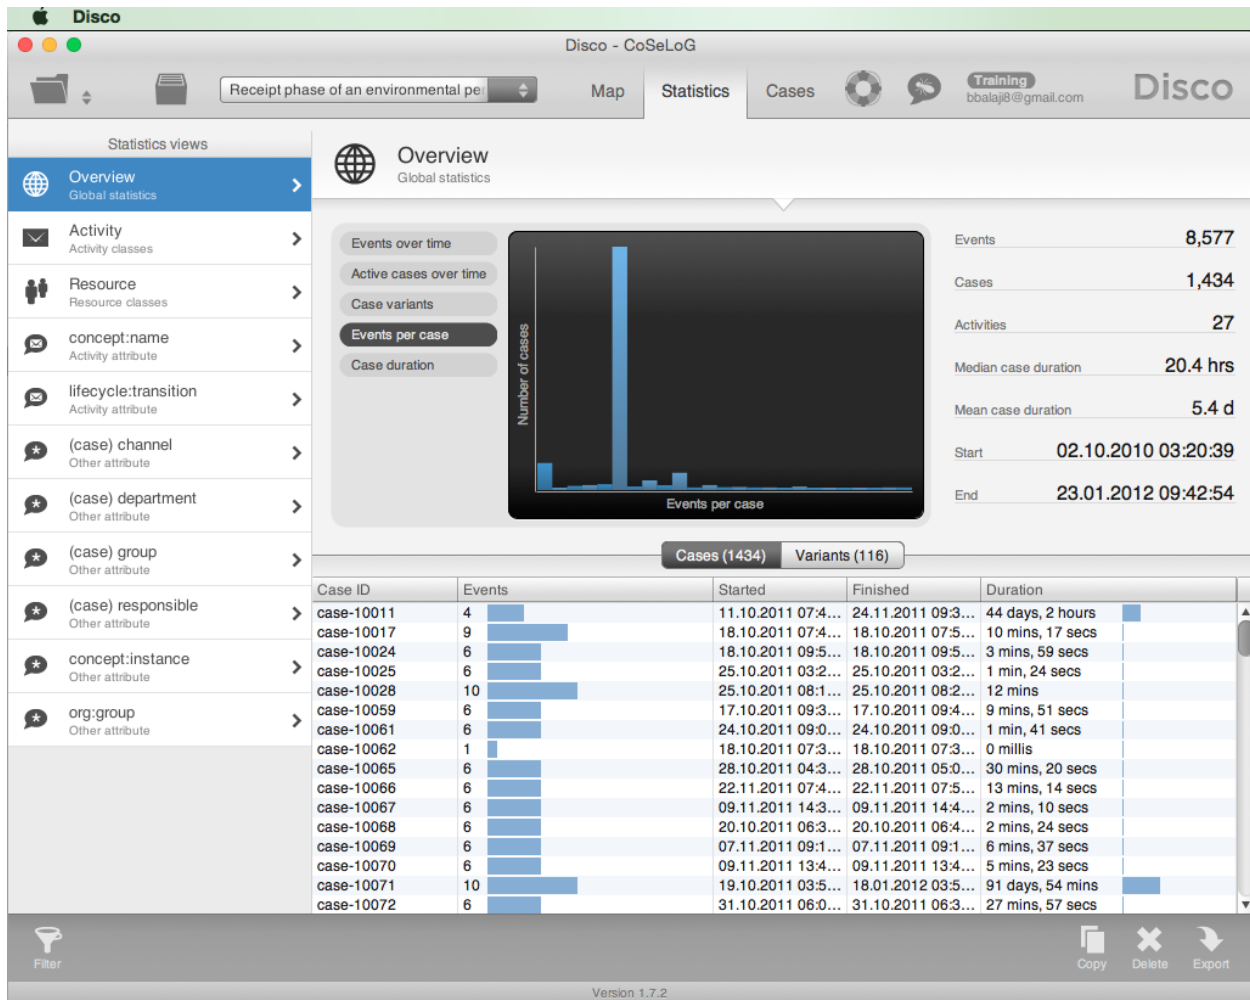 Disco
Disco - CoSeLoG
Receipt phase of an environmental per
Map
Statistics
Cases
Training
bbalaji8@gmail.com
Disco
Statistics views
Overview
Global statistics
Activity
Activity classes
Resource
Resource classes
concept:name
Activity attribute
lifecycle:transition
Activity attribute
(case) channel
Other attribute
(case) department
Other attribute
(case) group
Other attribute
(case) responsible
Other attribute
concept:instance
Other attribute
org:group
Other attribute
Overview
Global statistics
Events over time
Active cases over time
Case variants
Events per case
Case duration
Number of cases
Events per case
Events 8,577
Cases 1,434
Activities 27
Median case duration 20.4 hrs
Mean case duration 5.4 d
Start 02.10.2010 03:20:39
End 23.01.2012 09:42:54
Cases (1434) Variants (116)
Case ID Events Started Finished Duration
case-10011 4 11.10.2011 07:4... 24.11.2011 09:3... 44 days, 2 hours
case-10017 9 18.10.2011 07:4... 18.10.2011 07:5... 10 mins, 17 secs
case-10024 6 18.10.2011 09:5... 18.10.2011 09:5... 3 mins, 59 secs
case-10025 6 25.10.2011 03:2... 25.10.2011 03:2... 1 min, 24 secs
case-10028 10 25.10.2011 08:1... 25.10.2011 08:2... 12 mins
case-10059 6 17.10.2011 09:3... 17.10.2011 09:4... 9 mins, 51 secs
case-10061 6 24.10.2011 09:0... 24.10.2011 09:0... 1 min, 41 secs
case-10062 1 18.10.2011 07:3... 18.10.2011 07:3... 0 millis
case-10065 6 28.10.2011 04:3... 28.10.2011 05:0... 30 mins, 20 secs
case-10066 6 22.11.2011 07:4... 22.11.2011 07:5... 13 mins, 14 secs
case-10067 6 09.11.2011 14:3... 09.11.2011 14:4... 2 mins, 10 secs
case-10068 6 20.10.2011 06:3... 20.10.2011 06:4... 2 mins, 24 secs
case-10069 6 07.11.2011 09:1... 07.11.2011 09:1... 6 mins, 37 secs
case-10070 6 09.11.2011 13:4... 09.11.2011 13:4... 5 mins, 23 secs
case-10071 10 19.10.2011 03:5... 18.01.2012 03:5... 91 days, 54 mins
case-10072 6 31.10.2011 06:0... 31.10.2011 06:3... 27 mins, 57 secs
Filter
Copy
Delete
Export
Version 1.7.2